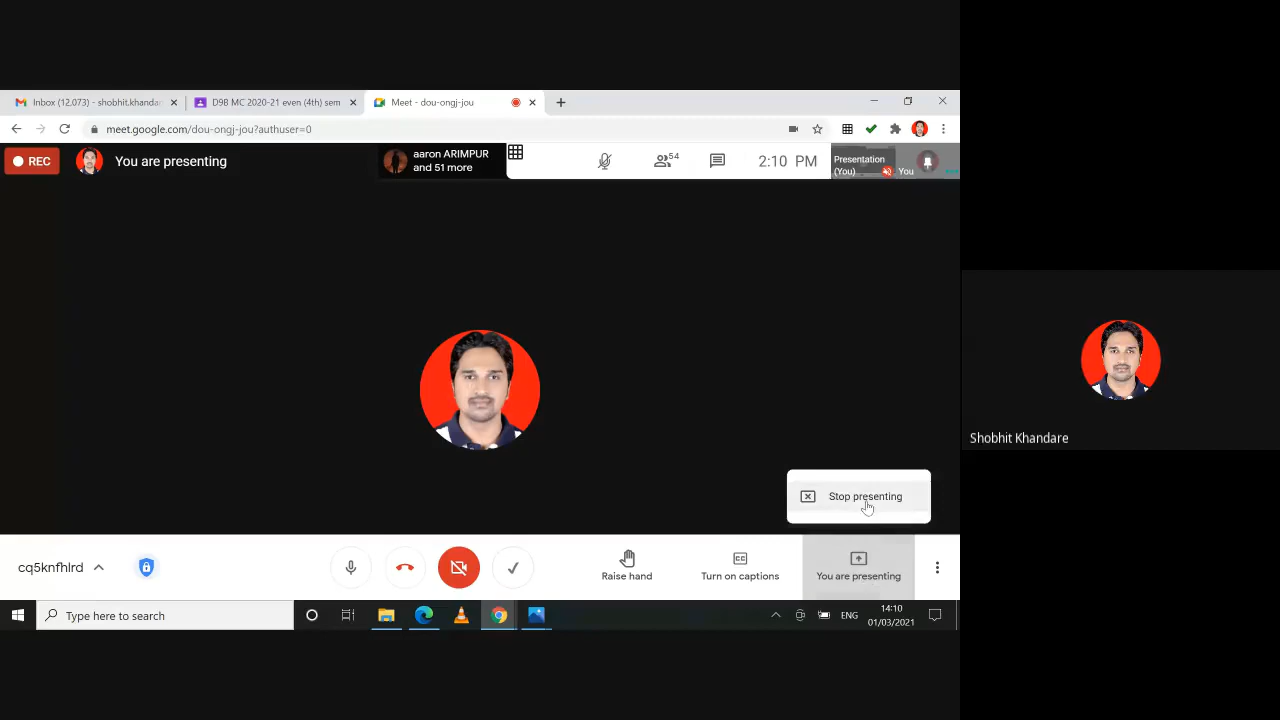 Inbox (12,073) - shobhit.khandar
D9B MC 2020-21 even (4th) sem
Meet - dou-ongj-jou
meet.google.com/dou-ongj-jou?authuser=0
REC
You are presenting
aaron ARIMPUR
and 51 more
54
2:10 PM
Presentation
(You)
You
Shobhit Khandare
Stop presenting
cq5knfhlrd
Raise hand
CC
Turn on captions
You are presenting
Type here to search
ENG
14:10
01/03/2021